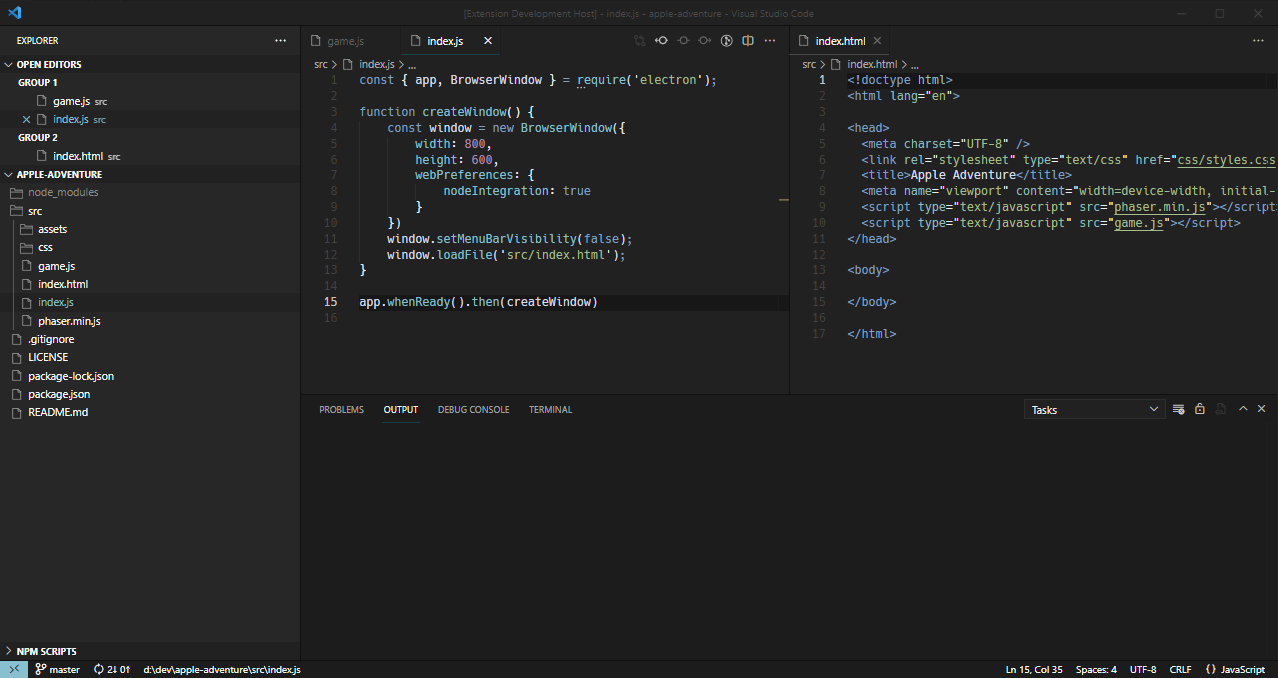 [Extension Development Host] - index.js - apple-adventure - Visual Studio Code
EXPLORER
OPEN EDITORS
GROUP 1
game.js src
index.js src
GROUP 2
index.html src
APPLE-ADVENTURE
node_modules
src
assets
css
game.js
index.html
index.js
phaser.min.js
.gitignore
LICENSE
package-lock.json
package.json
README.md
NPM SCRIPTS
game.js
index.js
src > index.js > ...
1 const { app, BrowserWindow } = require('electron');
2
3 function createWindow() {
4 const window = new BrowserWindow({
5 width: 800,
6 height: 600,
7 webPreferences: {
8 nodeIntegration: true
9 }
10 })
11 window.setMenuBarVisibility(false);
12 window.loadFile('src/index.html');
13 }
14
15 app.whenReady().then(createWindow)
16
index.html
src > index.html > ...
1 <!doctype html>
2 <html lang="en">
3
4 <head>
5 <meta charset="UTF-8" />
6 <link rel="stylesheet" type="text/css" href="css/styles.css
7 <title>Apple Adventure</title>
8 <meta name="viewport" content="width=device-width, initial-
9 <script type="text/javascript" src="phaser.min.js"></script
10 <script type="text/javascript" src="game.js"></script>
11 </head>
12
13 <body>
14
15 </body>
16
17 </html>
PROBLEMS OUTPUT DEBUG CONSOLE TERMINAL
Tasks
master 2↓ 0↑ d:\dev\apple-adventure\src\index.js
Ln 15, Col 35 Spaces: 4 UTF-8 CRLF {} JavaScript